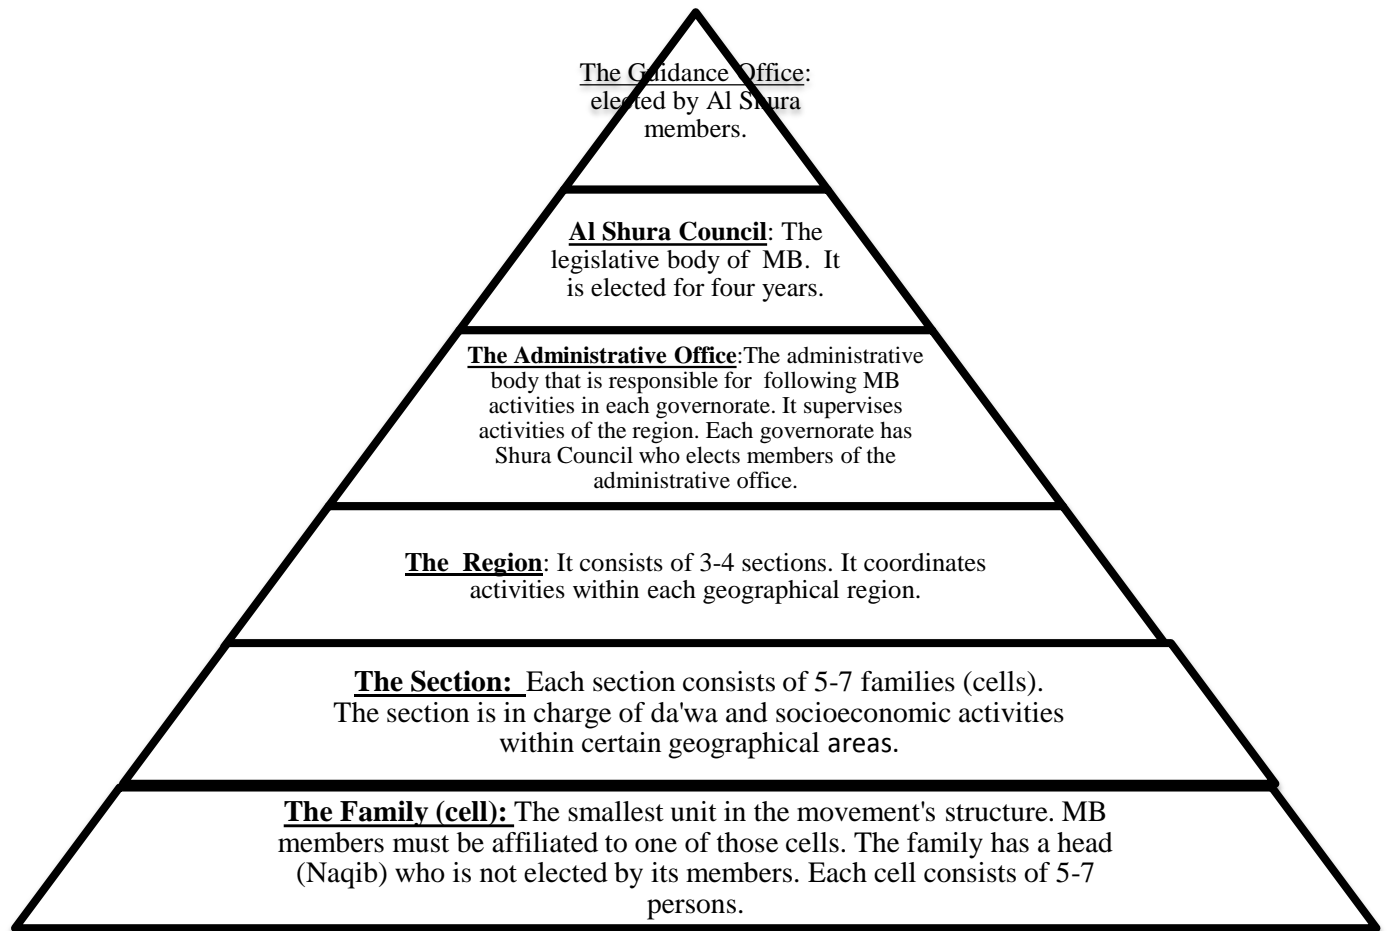 The Guidance Office:
elected by Al Shura
members.
Al Shura Council: The
legislative body of MB. It
is elected for four years.
The Administrative Office:The administrative
body that is responsible for following MB
activities in each governorate. It supervises
activities of the region. Each governorate has
Shura Council who elects members of the
administrative office.
The Region: It consists of 3-4 sections. It coordinates
activities within each geographical region.
The Section: Each section consists of 5-7 families (cells).
The section is in charge of da'wa and socioeconomic activities
within certain geographical areas.
The Family (cell): The smallest unit in the movement's structure. MB
members must be affiliated to one of those cells. The family has a head
(Naqib) who is not elected by its members. Each cell consists of 5-7
persons.